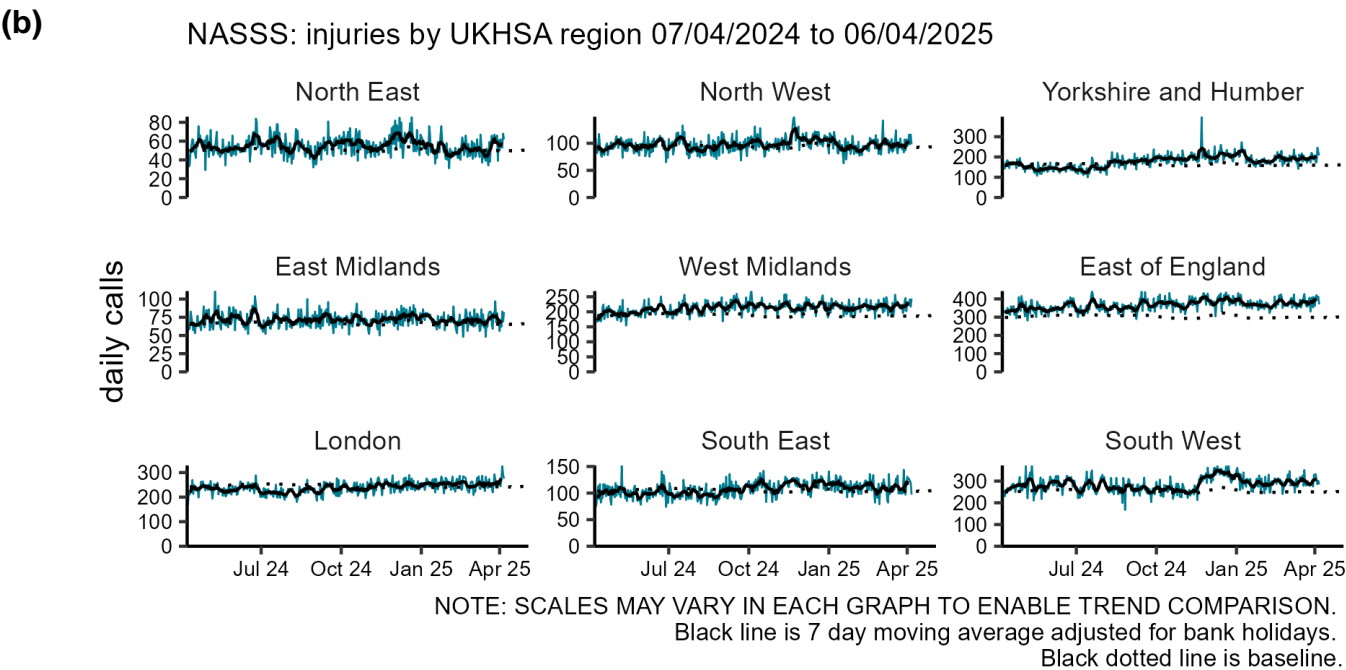 (b)
NASSS: injuries by UKHSA region 07/04/2024 to 06/04/2025
North East
North West
Yorkshire and Humber
80
60
40
20
0
100
50
0
300
200
100
0
daily calls
East Midlands
West Midlands
East of England
100
75
50
25
0
250
200
150
100
50
0
400
300
200
100
0
London
South East
South West
300
200
100
0
150
100
50
0
300
200
100
0
Jul 24 Oct 24 Jan 25 Apr 25
Jul 24 Oct 24 Jan 25 Apr 25
Jul 24 Oct 24 Jan 25 Apr 25
NOTE: SCALES MAY VARY IN EACH GRAPH TO ENABLE TREND COMPARISON.
Black line is 7 day moving average adjusted for bank holidays.
Black dotted line is baseline.